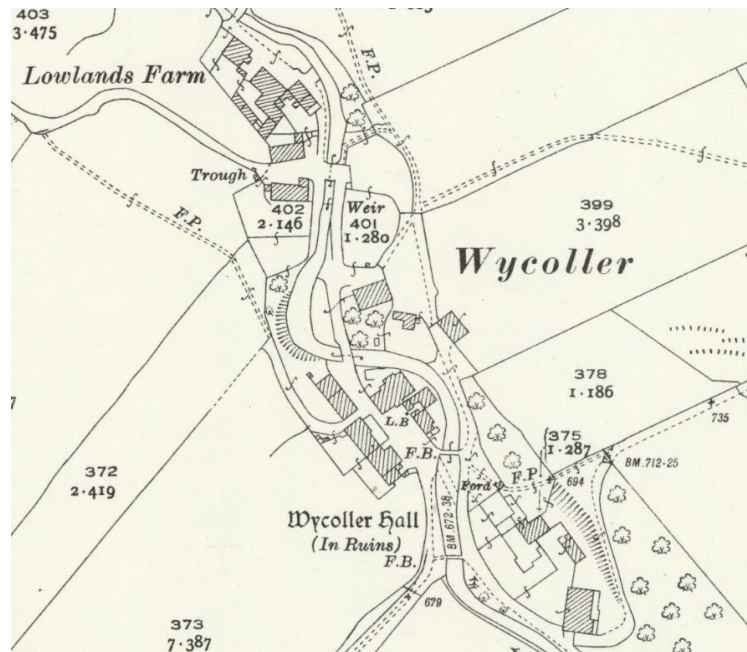 403
3·475
Lowlands Farm
F.P.
Trough
F.P.
402
2·146
Weir
401
1·280
399
3·398
Wycoller
378
1·186
375
1·287
735
L.B
F.B.
F.P.
694
BM.712·25
Ford
372
2·419
BM.672·38
Wycoller Hall
(In Ruins)
F.B.
679
373
7·387